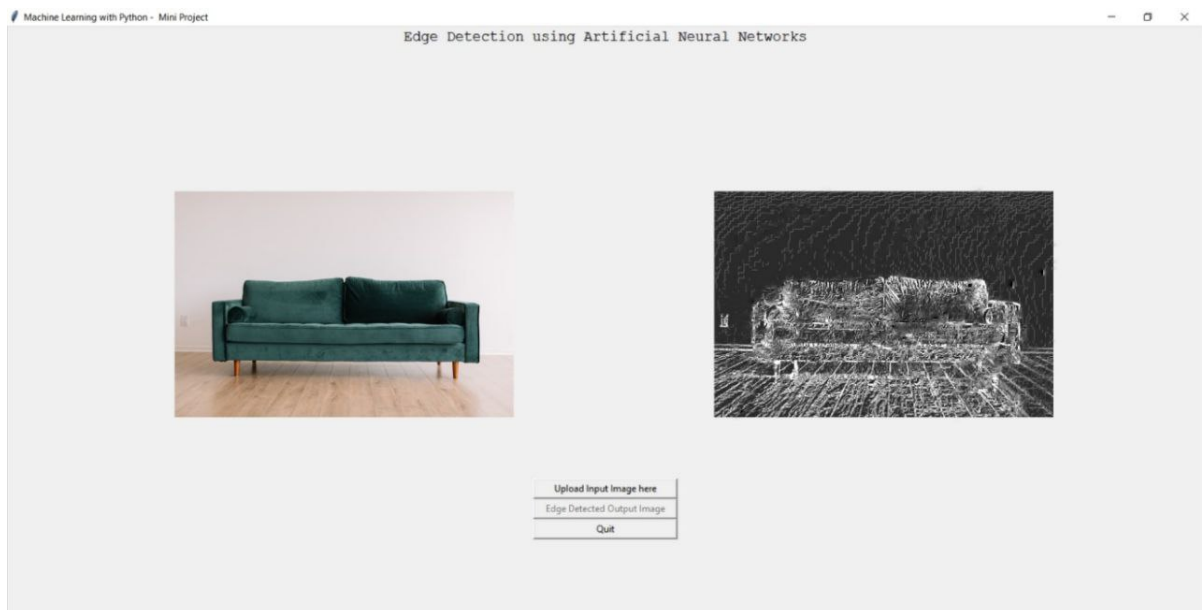 Machine Learning with Python - Mini Project
Edge Detection using Artificial Neural Networks
Upload Input Image here
Edge Detected Output Image
Quit